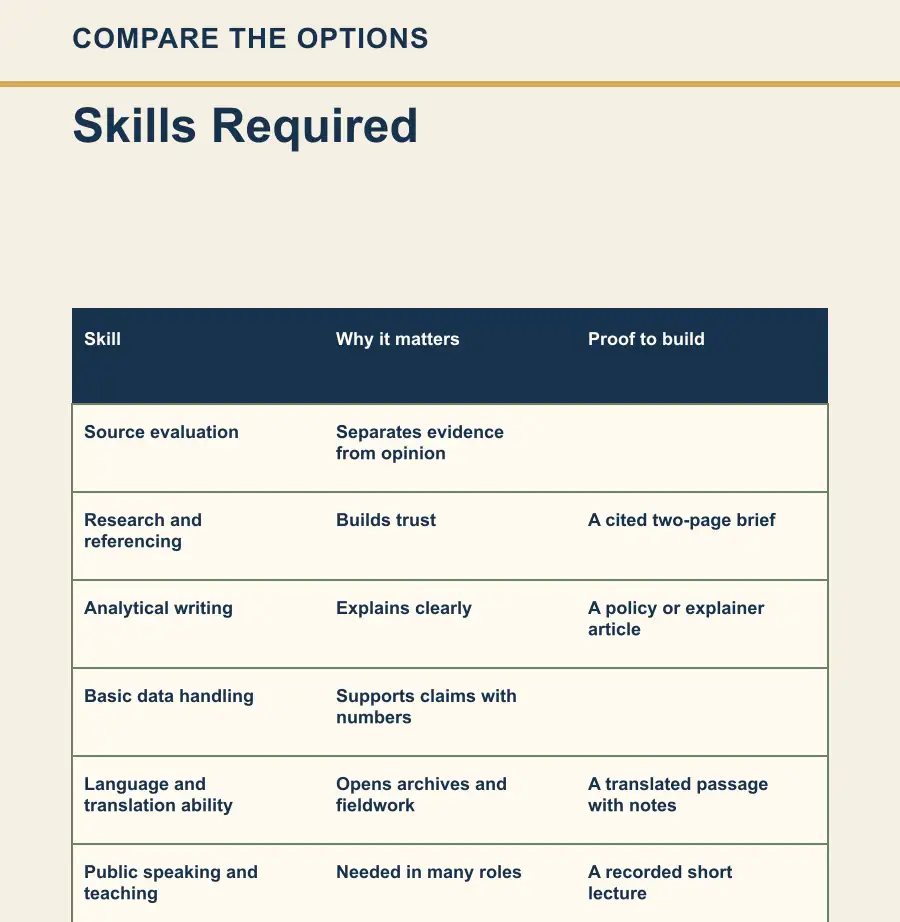 COMPARE THE OPTIONS
Skills Required
Skill Why it matters Proof to build
Source evaluation Separates evidence
from opinion
Research and Builds trust A cited two-page brief
referencing
Analytical writing Explains clearly A policy or explainer
article
Basic data handling Supports claims with
numbers
Language and Opens archives and A translated passage
translation ability fieldwork with notes
Public speaking and Needed in many roles A recorded short
teaching lecture